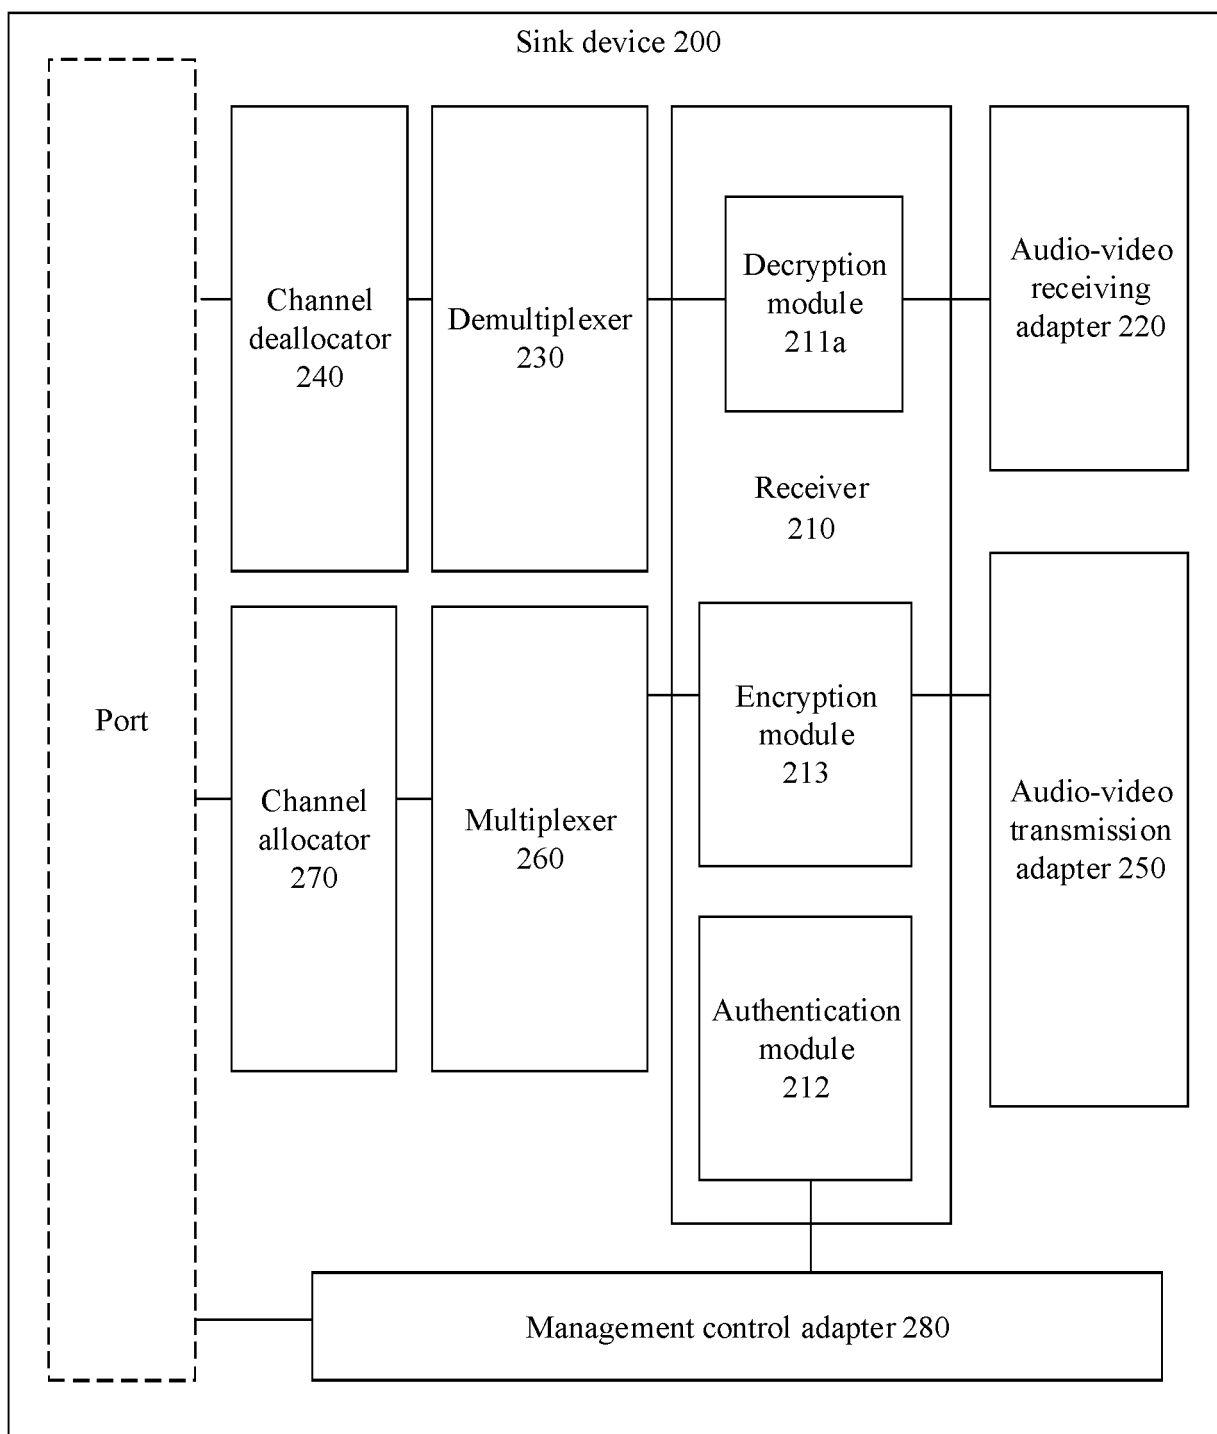 Sink device 200
Port
Channel
deallocator
240
Demultiplexer
230
Decryption
module
211a
Audio-video
receiving
adapter 220
Receiver
210
Channel
allocator
270
Multiplexer
260
Encryption
module
213
Audio-video
transmission
adapter 250
Authentication
module
212
Management control adapter 280